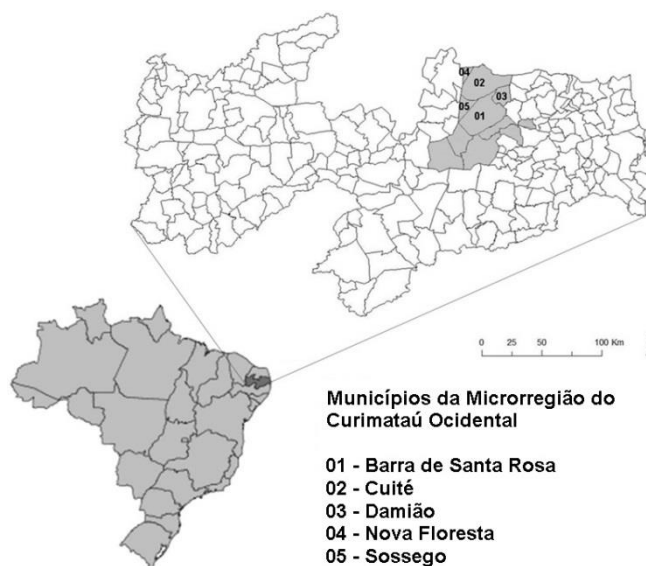 04
02
03
05
01
0 25 50 100 Km
Municípios da Microrregião do
Curimataú Ocidental
01 - Barra de Santa Rosa
02 - Cuité
03 - Damião
04 - Nova Floresta
05 - Sossego